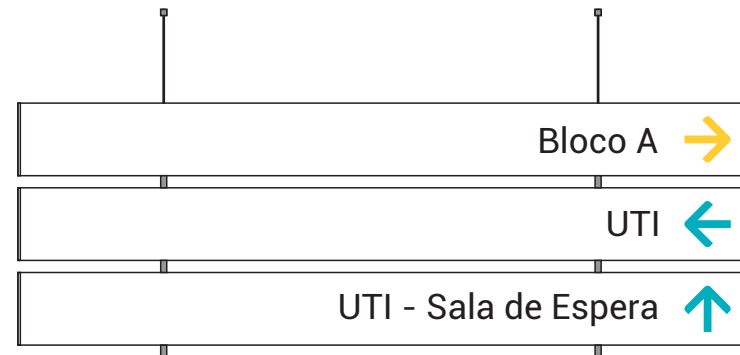 Bloco A
UTI
UTI - Sala de Espera